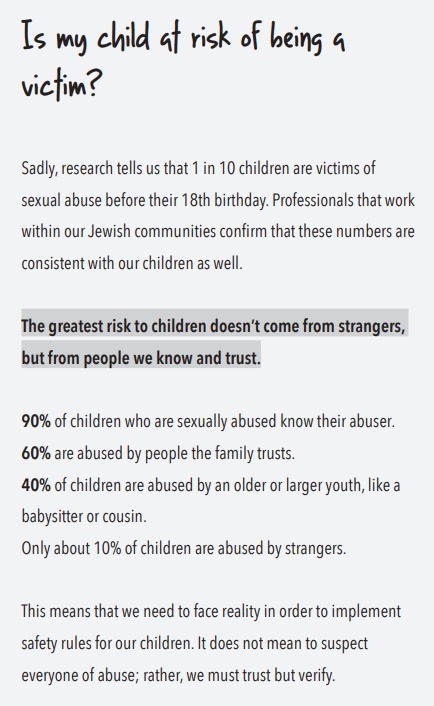 Is my child at risk of being a
victim?
Sadly, research tells us that 1 in 10 children are victims of
sexual abuse before their 18th birthday. Professionals that work
within our Jewish communities confirm that these numbers are
consistent with our children as well.
The greatest risk to children doesn’t come from strangers,
but from people we know and trust.
90% of children who are sexually abused know their abuser.
60% are abused by people the family trusts.
40% of children are abused by an older or larger youth, like a
babysitter or cousin.
Only about 10% of children are abused by strangers.
This means that we need to face reality in order to implement
safety rules for our children. It does not mean to suspect
everyone of abuse; rather, we must trust but verify.